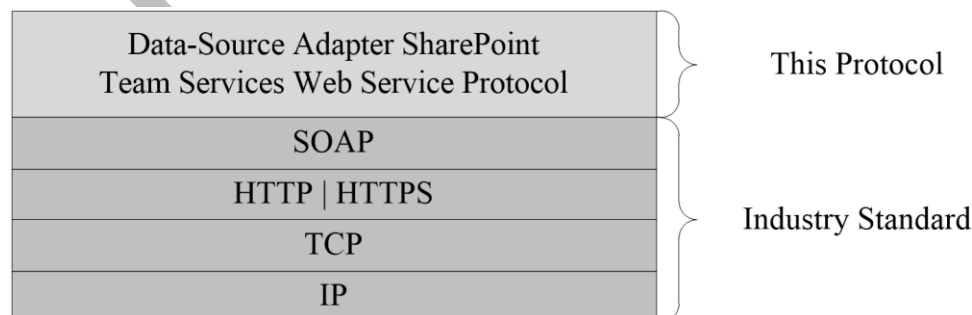 Data-Source Adapter SharePoint
Team Services Web Service Protocol
This Protocol
SOAP
HTTP | HTTPS
TCP
IP
Industry Standard